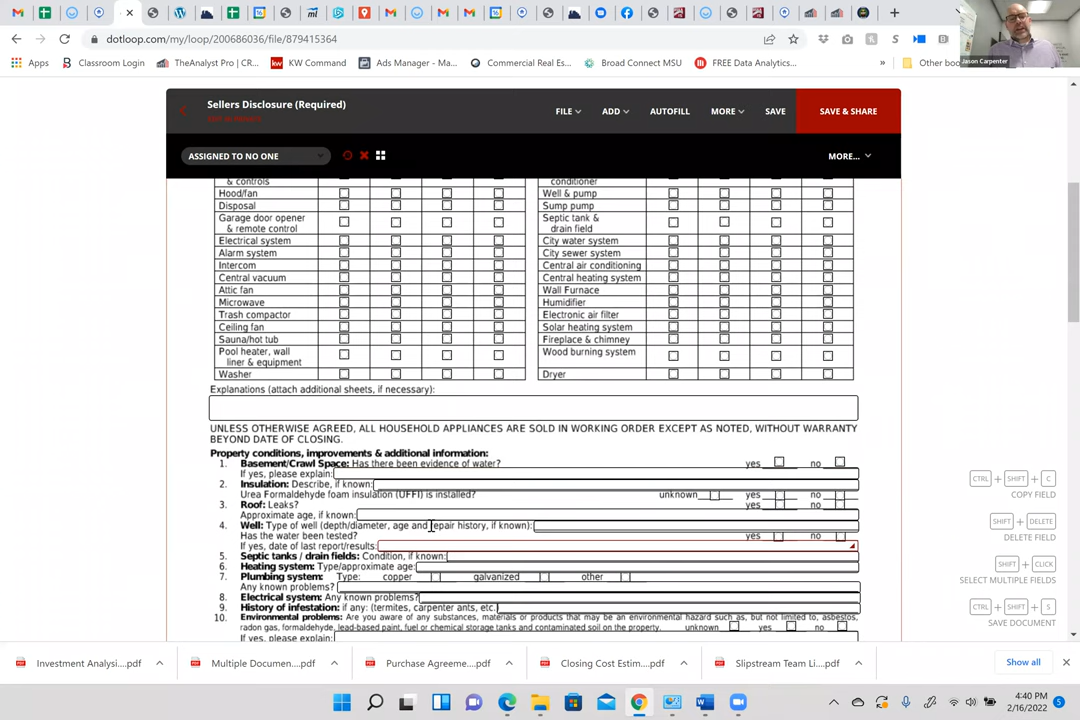 dotloop.com/my/loop/200686036/file/879415364
Jason Carpenter
Apps
Classroom Login
TheAnalyst Pro | CR...
KW Command
Ads Manager - Ma...
Commercial Real Es...
Broad Connect MSU
FREE Data Analytics...
»
Other boo
Sellers Disclosure (Required)
FILE
ADD
AUTOFILL
MORE
SAVE
SAVE & SHARE
ASSIGNED TO NO ONE
MORE...
& controls
Hood/fan
Disposal
Garage door opener
& remote control
Electrical system
Alarm system
Intercom
Central vacuum
Attic fan
Microwave
Trash compactor
Ceiling fan
Sauna/hot tub
Pool heater, wall
liner & equipment
Washer
conditioner
Well & pump
Sump pump
Septic tank &
drain field
City water system
City sewer system
Central air conditioning
Central heating system
Wall Furnace
Humidifier
Electronic air filter
Solar heating system
Fireplace & chimney
Wood burning system
Dryer
Explanations (attach additional sheets, if necessary):
UNLESS OTHERWISE AGREED, ALL HOUSEHOLD APPLIANCES ARE SOLD IN WORKING ORDER EXCEPT AS NOTED, WITHOUT WARRANTY
BEYOND DATE OF CLOSING.
Property conditions, improvements & additional information:
1. Basement/Crawl Space: Has there been evidence of water? yes no
If yes, please explain:
2. Insulation: Describe, if known:
Urea Formaldehyde foam insulation (UFFI) is installed? unknown yes no
3. Roof: Leaks? yes no
Approximate age, if known:
4. Well: Type of well (depth/diameter, age and repair history, if known):
Has the water been tested? yes no
If yes, date of last report/results:
5. Septic tanks / drain fields: Condition, if known:
6. Heating system: Type/approximate age:
7. Plumbing system: Type: copper galvanized other
Any known problems?
8. Electrical system: Any known problems?
9. History of infestation: if any: (termites, carpenter ants, etc.)
10. Environmental problems: Are you aware of any substances, materials or products that may be an environmental hazard such as, but not limited to, asbestos,
radon gas, formaldehyde, lead-based paint, fuel or chemical storage tanks and contaminated soil on the property. unknown yes no
If yes, please explain:
CTRL + SHIFT + C
COPY FIELD
SHIFT + DELETE
DELETE FIELD
SHIFT + CLICK
SELECT MULTIPLE FIELDS
CTRL + SHIFT + S
SAVE DOCUMENT
Investment Analysi....pdf
Multiple Documen....pdf
Purchase Agreeme....pdf
Closing Cost Estim....pdf
Slipstream Team Li....pdf
Show all
4:40 PM
2/16/2022